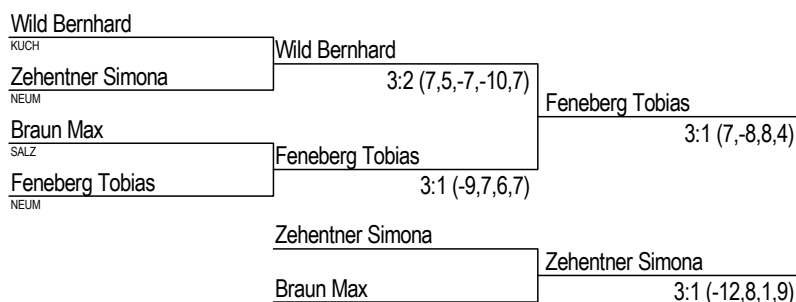 Wild Bernhard
KUCH
Wild Bernhard
Zehentner Simona
3:2 (7,5,-7,-10,7)
NEUM
Feneberg Tobias
Braun Max
3:1 (7,-8,8,4)
SALZ
Feneberg Tobias
Feneberg Tobias
3:1 (-9,7,6,7)
NEUM
Zehentner Simona
Zehentner Simona
Braun Max
3:1 (-12,8,1,9)